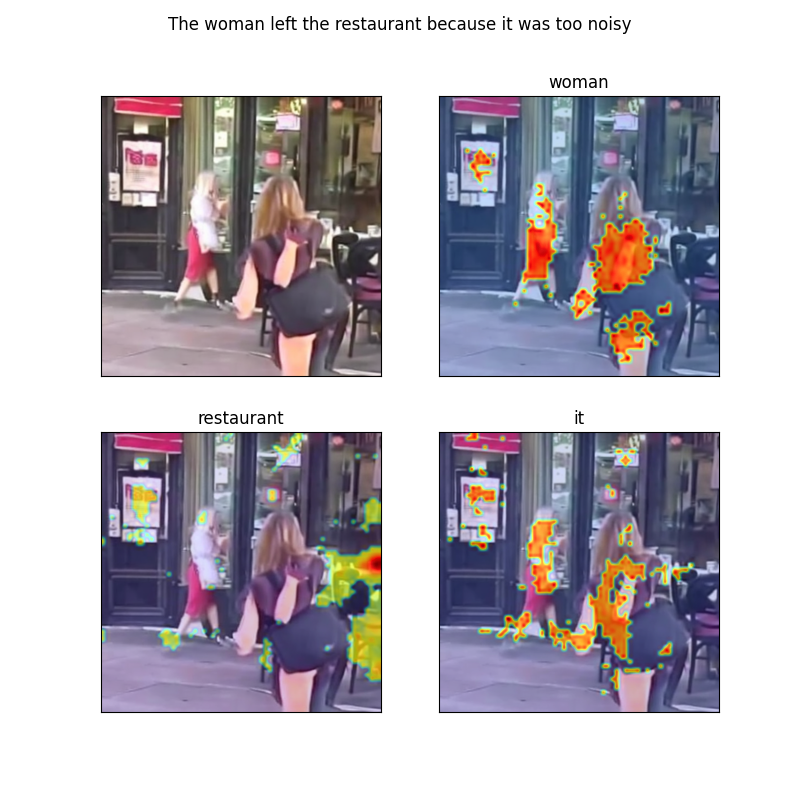 The woman left the restaurant because it was too noisy
woman
restaurant
it